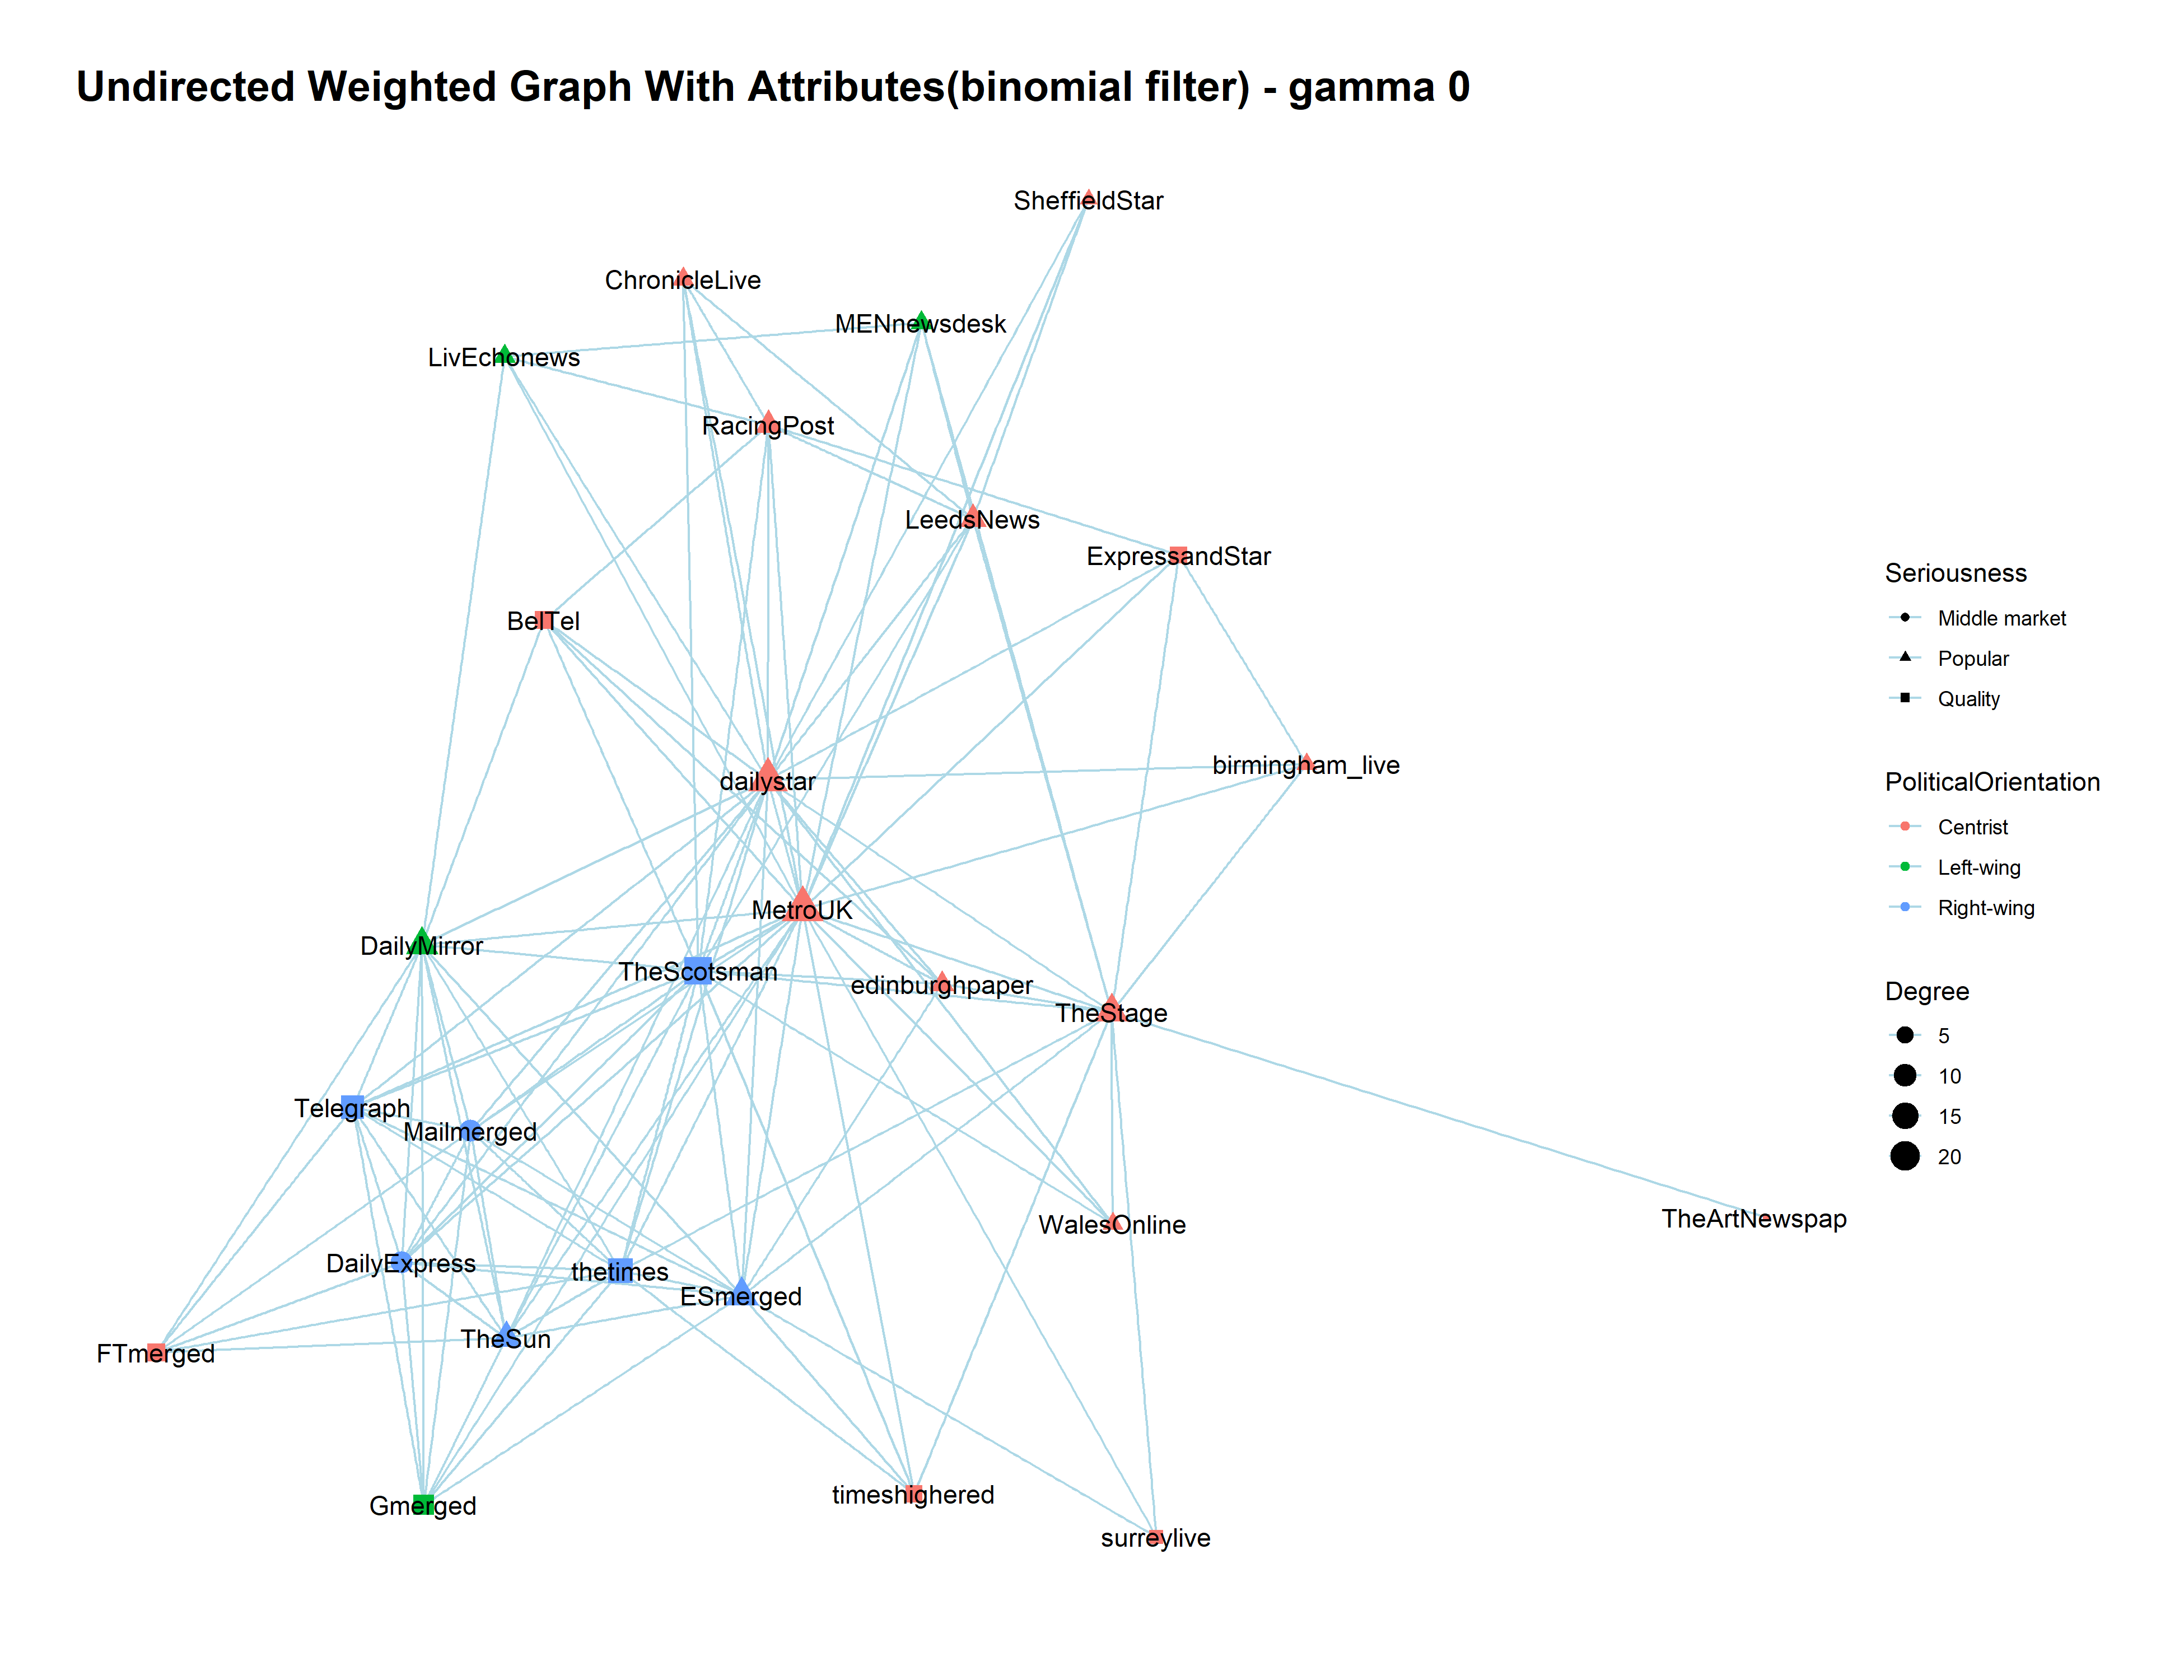 Undirected Weighted Graph With Attributes(binomial filter) - gamma 0
SheffieldStar
ChronicleLive
MENnewsdesk
LivEchonews
RacingPost
LeedsNews
ExpressandStar
BelTel
birmingham_live
dailystar
MetroUK
DailyMirror
TheScotsman
edinburghpaper
TheStage
Telegraph
Mailmerged
TheArtNewspap
WalesOnline
DailyExpress
thetimes
ESmerged
TheSun
FTmerged
timeshighered
Gmerged
surreylive
Seriousness
Middle market
Popular
Quality
PoliticalOrientation
Centrist
Left-wing
Right-wing
Degree
5
10
15
20